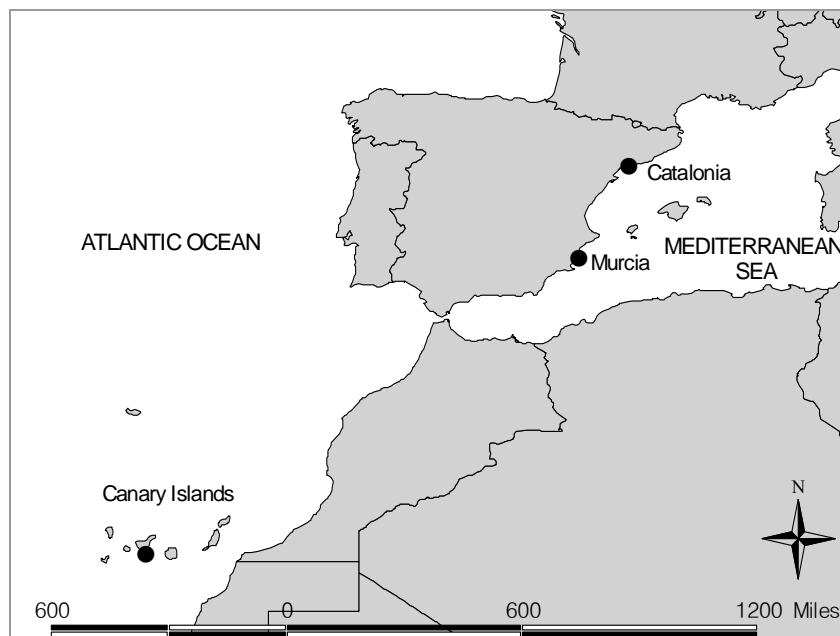 Catalonia
ATLANTIC OCEAN
MEDITERRANEAN
SEA
Murcia
Canary Islands
N
600 0 600 1200 Miles